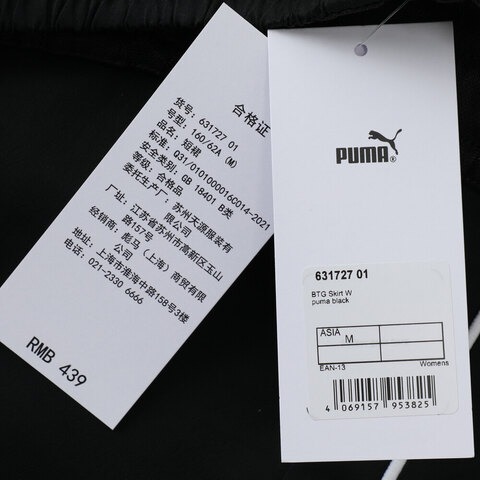 合格证
货号: 631727 01
号型: 160/62A (M)
品名: 短裙
标准: Q31/0101000016C014-2021
安全类别: GB 18401 B类
等级: 合格品
委托生产厂: 苏州天源服装有
限公司
厂址: 江苏省苏州市高新区玉山
路157号
经销商: 彪马(上海)商贸有限
公司
地址: 上海市淮海中路158号3楼
电话: 021-2330 6666
RMB 439
PUMA®
631727 01
BTG Skirt W
puma black
ASIA
M
EAN-13 Womens
4 069157 953825